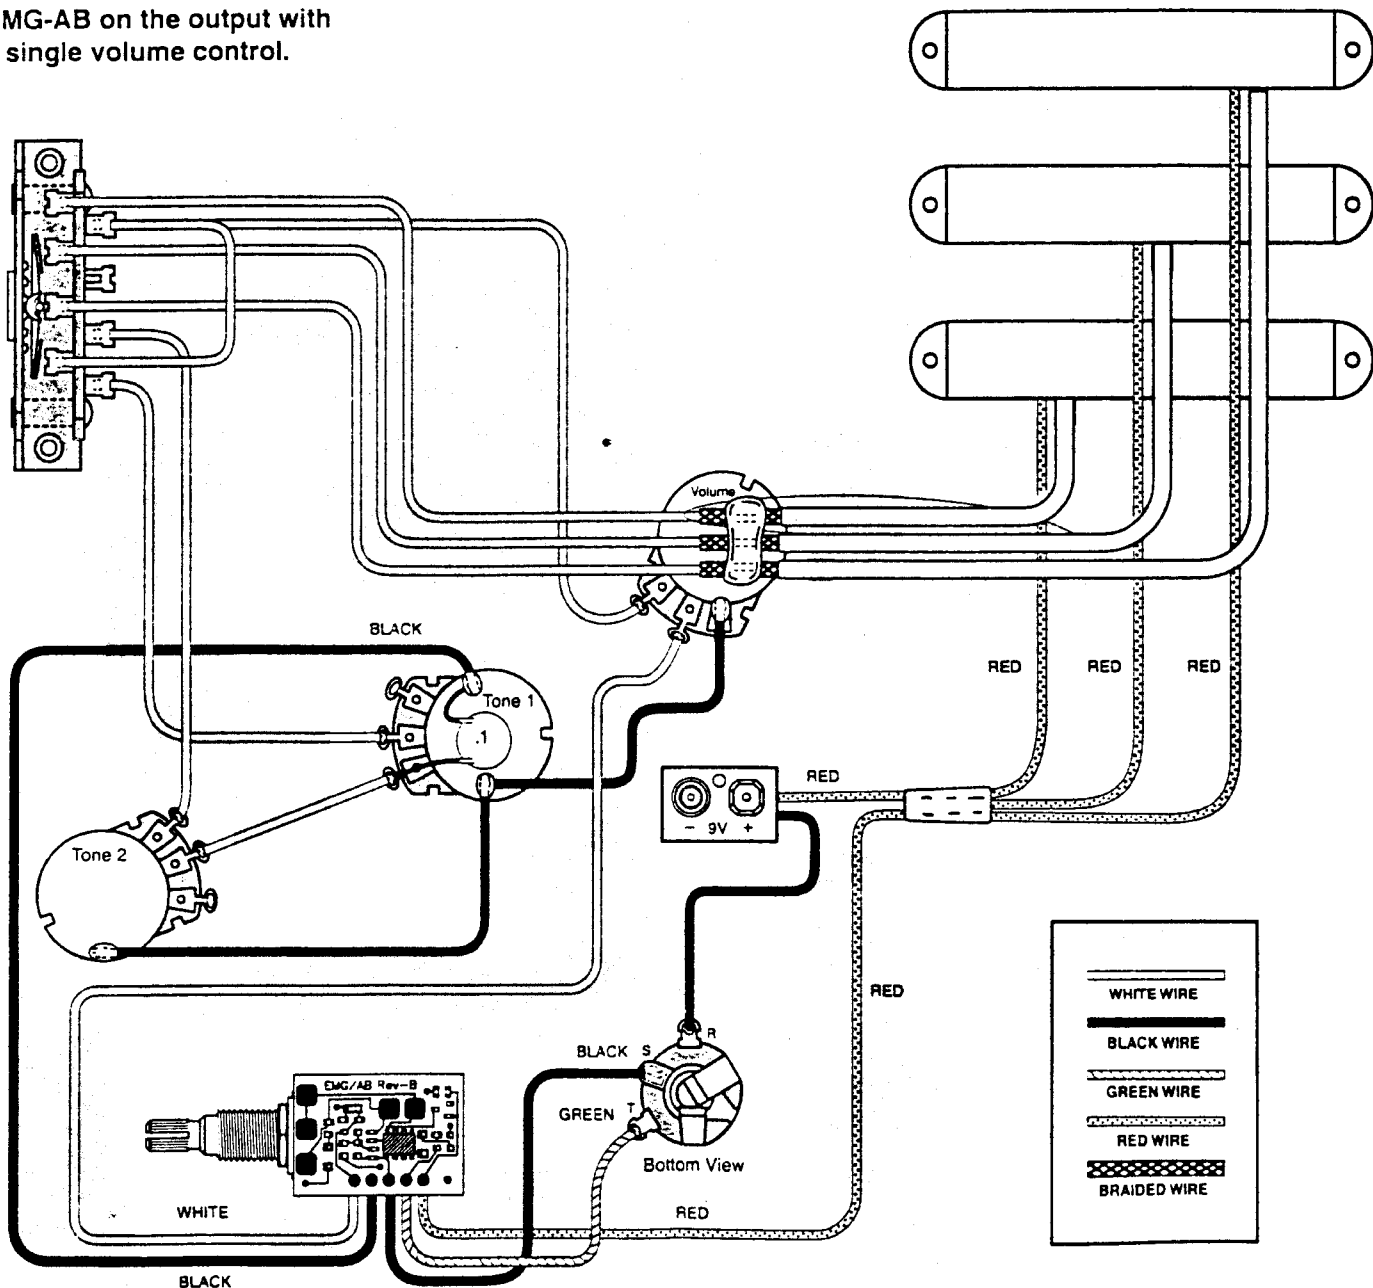 MG-AB on the output with
single volume control.
Volume
BLACK
Tone 1
.1
RED RED RED
RED
− 9V +
Tone 2
RED
WHITE WIRE
BLACK WIRE
GREEN WIRE
RED WIRE
BRAIDED WIRE
R
BLACK S
GREEN T
Bottom View
EMG/AB Rev-B
WHITE
RED
BLACK